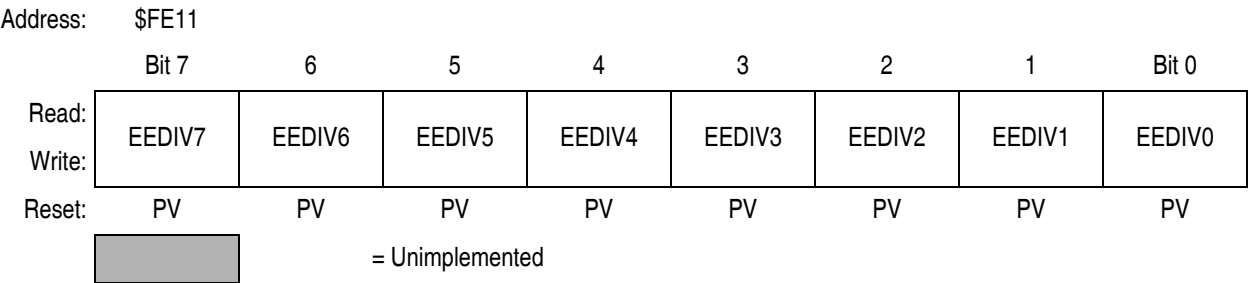 Address: $FE11
Bit 7 6 5 4 3 2 1 Bit 0
Read:
EEDIV7 EEDIV6 EEDIV5 EEDIV4 EEDIV3 EEDIV2 EEDIV1 EEDIV0
Write:
Reset: PV PV PV PV PV PV PV PV
= Unimplemented